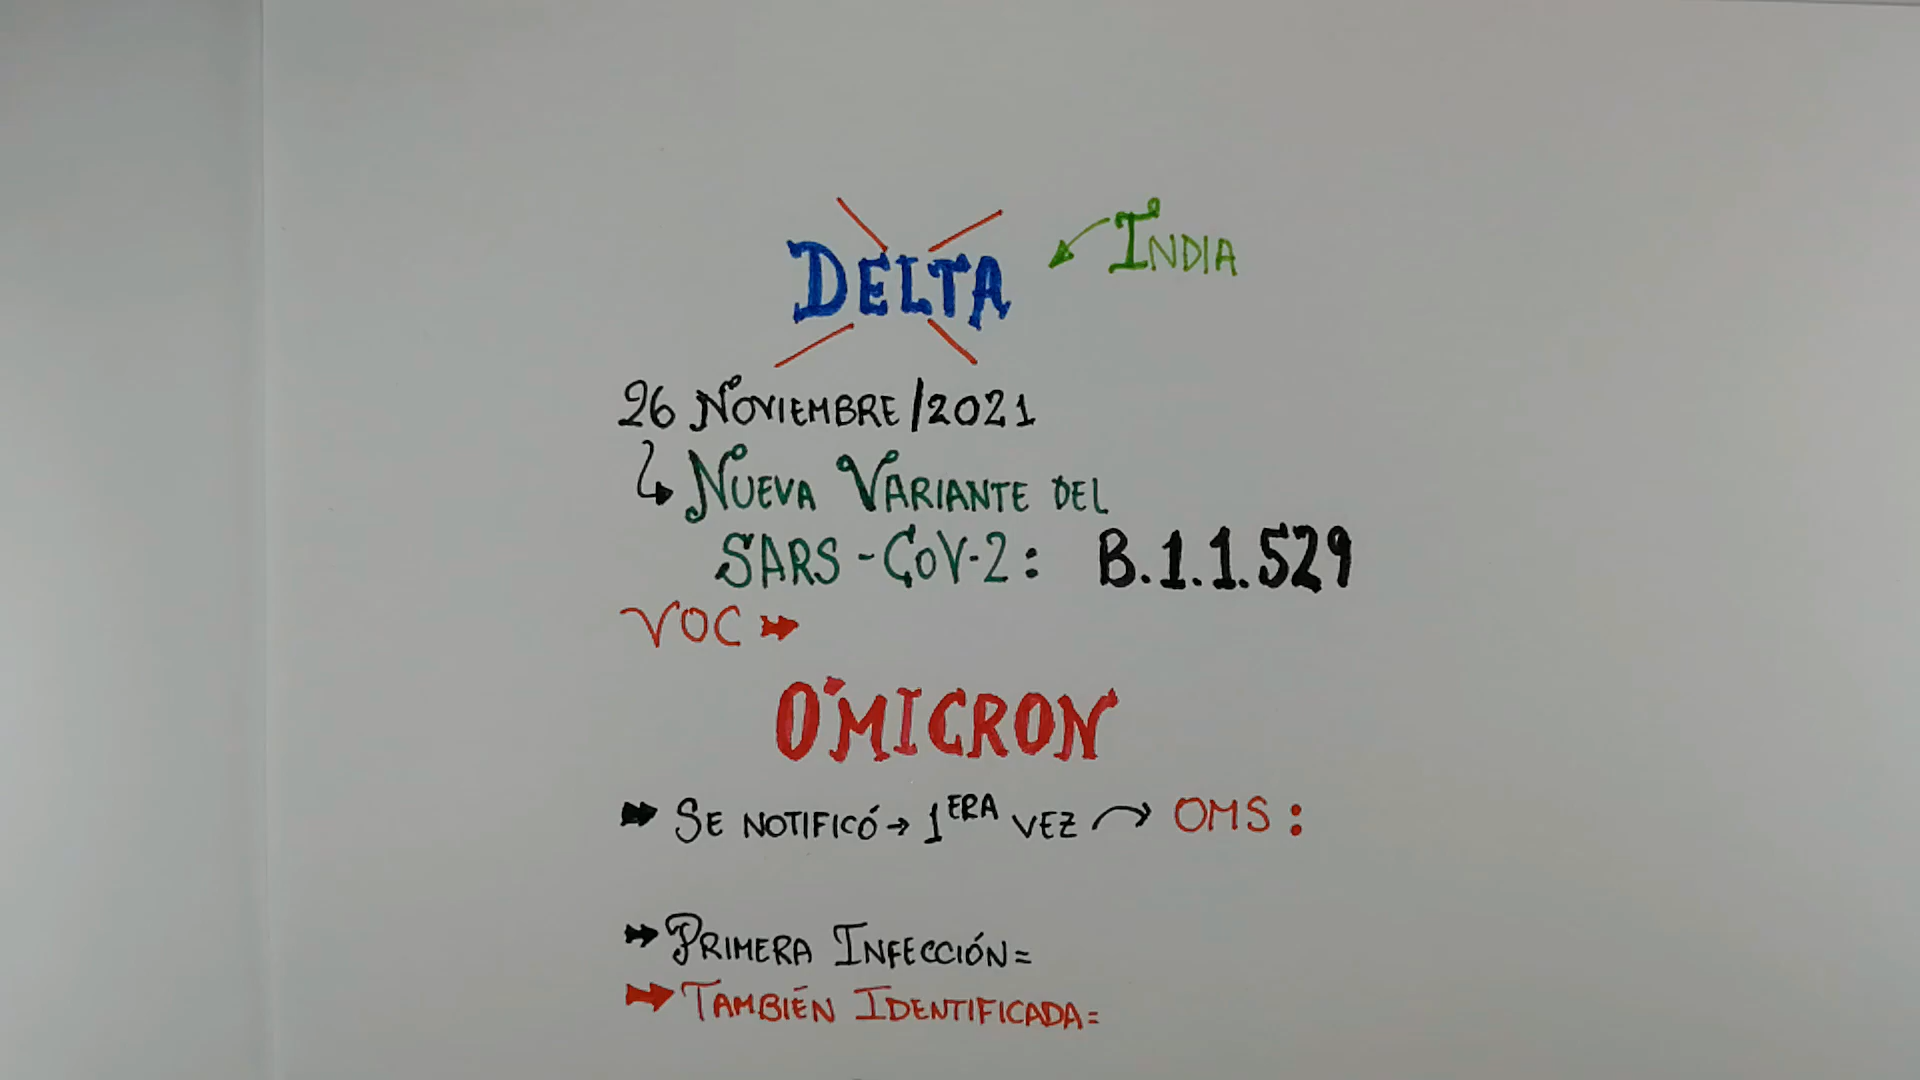 DELTA
INDIA
26 NOVIEMBRE/2021
NUEVA VARIANTE DEL
SARS-COV-2: B.1.1.529
VOC
O'MICRON
SE NOTIFICÓ → 1ERA VEZ → OMS:
PRIMERA INFECCIÓN=
TAMBIÉN IDENTIFICADA=